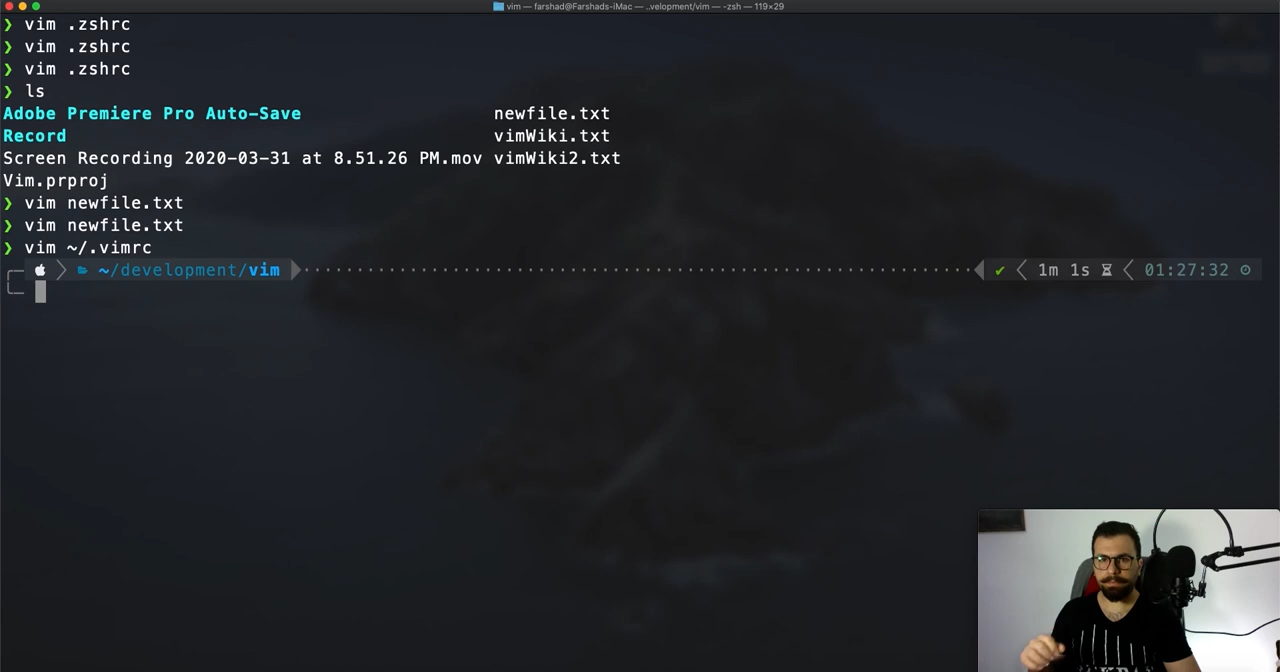 vim — farshad@Farshads-iMac — ..velopment/vim — -zsh — 119×29
❯ vim .zshrc
❯ vim .zshrc
❯ vim .zshrc
❯ ls
Adobe Premiere Pro Auto-Save newfile.txt
Record vimWiki.txt
Screen Recording 2020-03-31 at 8.51.26 PM.mov vimWiki2.txt
Vim.prproj
❯ vim newfile.txt
❯ vim newfile.txt
❯ vim ~/.vimrc
~/development/vim ✔ 1m 1s 01:27:32